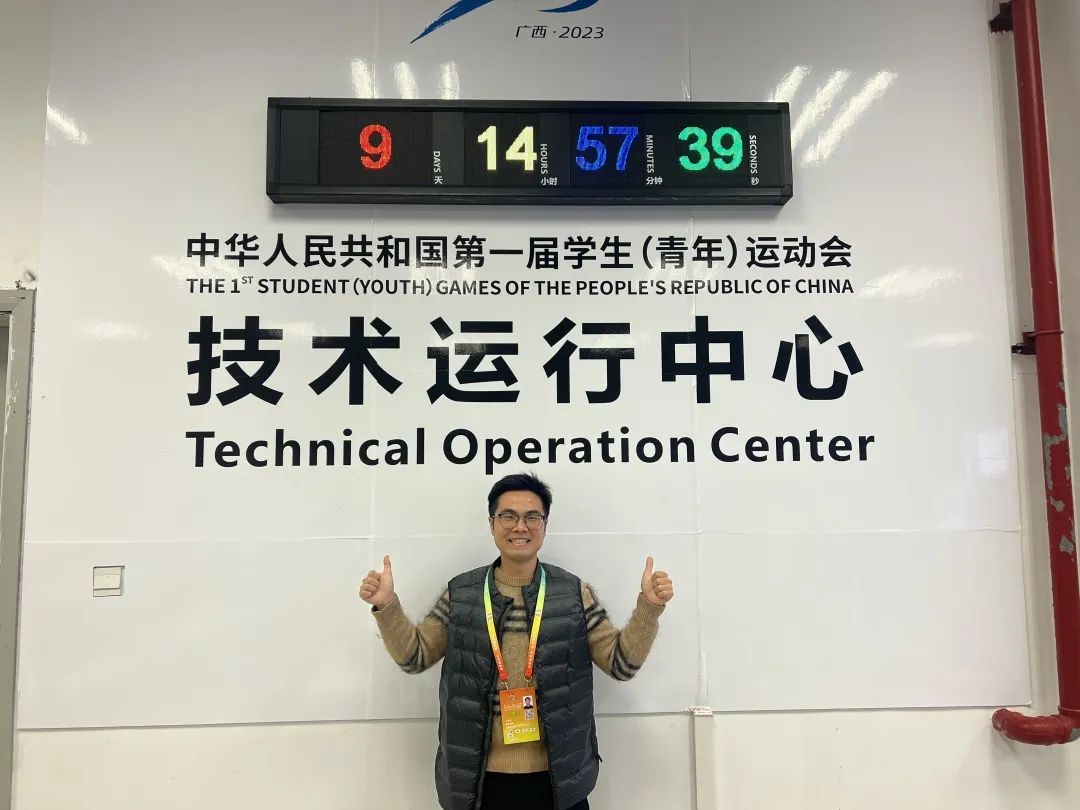 广西·2023
9 DAYS 天 14 HOURS 小时 57 MINUTES 分钟 39 SECONDS 秒
中华人民共和国第一届学生(青年)运动会
THE 1ST STUDENT (YOUTH) GAMES OF THE PEOPLE'S REPUBLIC OF CHINA
技术运行中心
Technical Operation Center